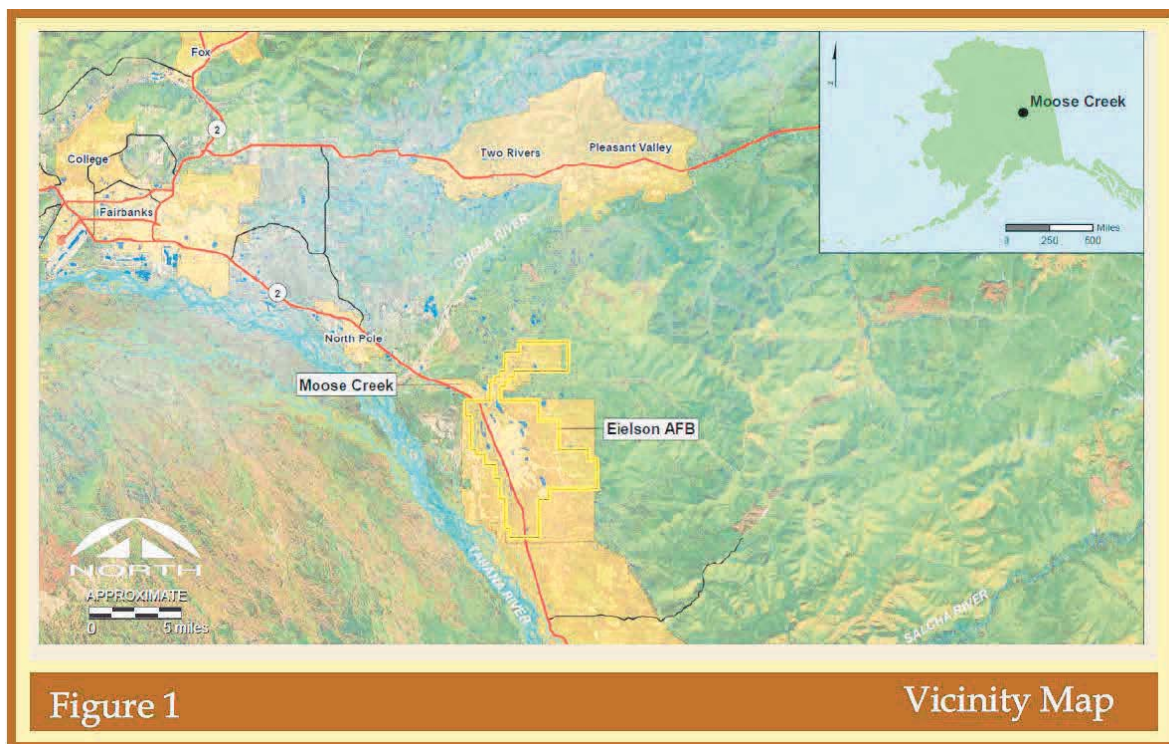 Fox
2
College
Two Rivers
Pleasant Valley
Fairbanks
CHENA RIVER
2
North Pole
Moose Creek
Eielson AFB
TANANA RIVER
SALCHA RIVER
NORTH
APPROXIMATE
0 5 miles
Moose Creek
Miles
0 250 500
Figure 1
Vicinity Map